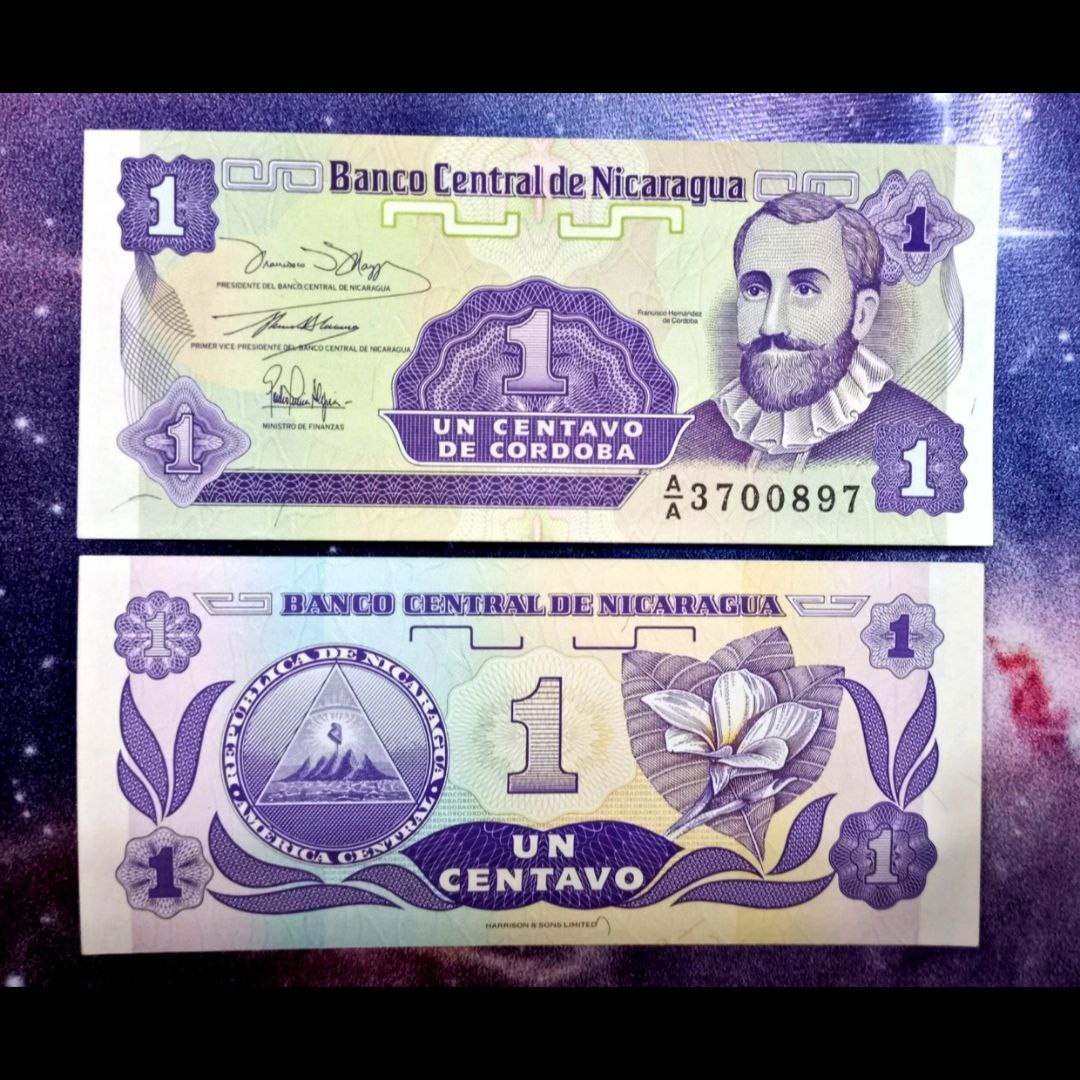 1 Banco Central de Nicaragua 1
PRESIDENTE DEL BANCO CENTRAL DE NICARAGUA
Francisco Hernández
de Córdoba
PRIMER VICE-PRESIDENTE DEL BANCO CENTRAL DE NICARAGUA
1
MINISTRO DE FINANZAS
UN CENTAVO
DE CORDOBA
1
1
A/A 3700897
BANCO CENTRAL DE NICARAGUA
1
1
REPUBLICA DE NICARAGUA
AMERICA CENTRAL
1
1
1
UN
CENTAVO
HARRISON & SONS LIMITED